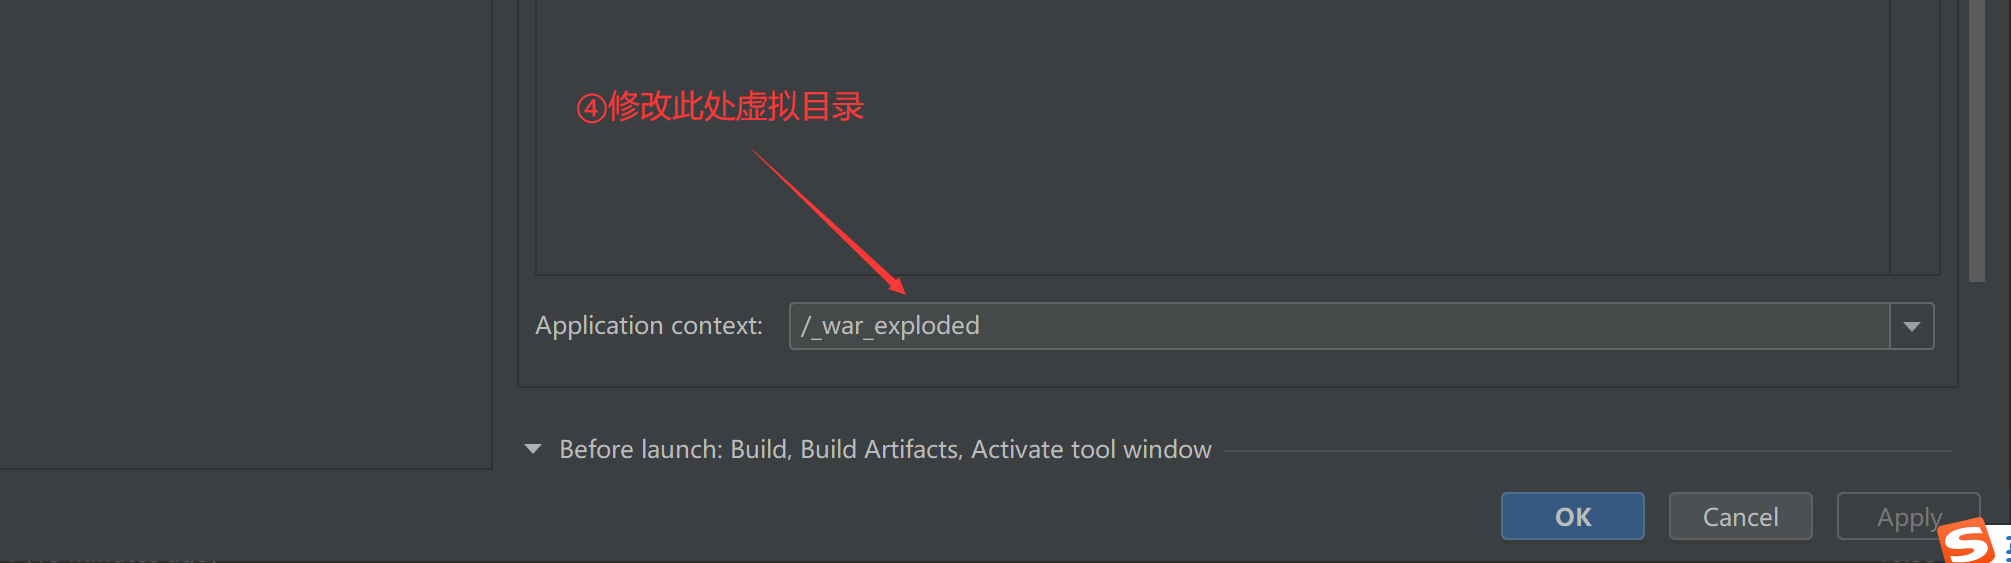 ④修改此处虚拟目录
Application context:
/_war_exploded
Before launch: Build, Build Artifacts, Activate tool window
OK
Cancel
Apply